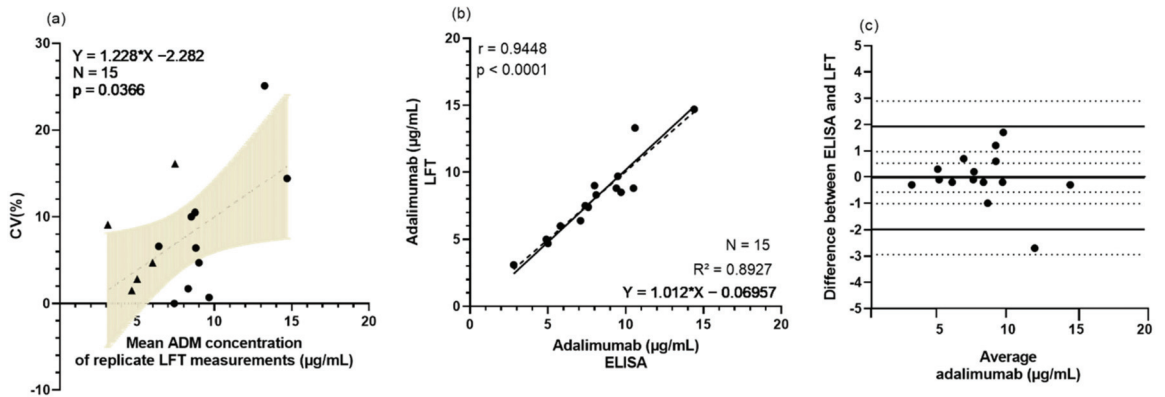 (a)
Y = 1.228*X −2.282
N = 15
p = 0.0366
30
20
10
0
-10
5
10
15
20
CV(%)
Mean ADM concentration
of replicate LFT measurements (µg/mL)
(b)
r = 0.9448
p < 0.0001
20
15
10
5
0
0
5
10
15
20
Adalimumab (µg/mL)
LFT
N = 15
R² = 0.8927
Y = 1.012*X − 0.06957
Adalimumab (µg/mL)
ELISA
(c)
5
4
3
2
1
0
-1
-2
-3
-4
-5
5
10
15
20
Difference between ELISA and LFT
Average
adalimumab (µg/mL)